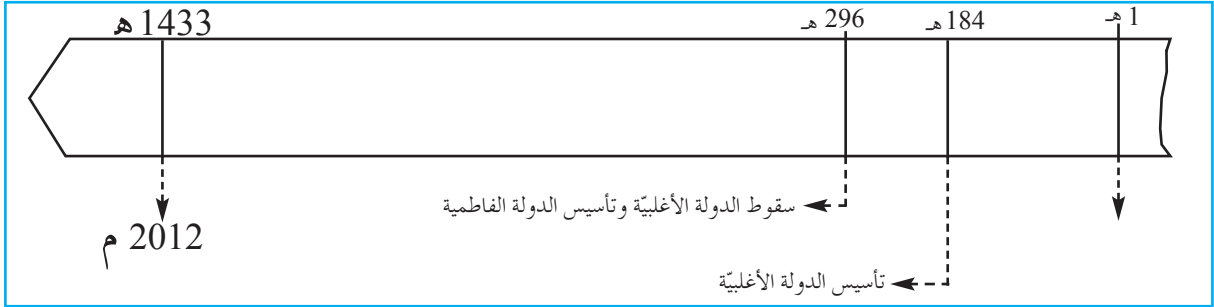 1 هـ
184 هـ
296 هـ
1433 هـ
سقوط الدولة الأغلبيّة وتأسيس الدولة الفاطمية
2012 م
تأسيس الدولة الأغلبيّة